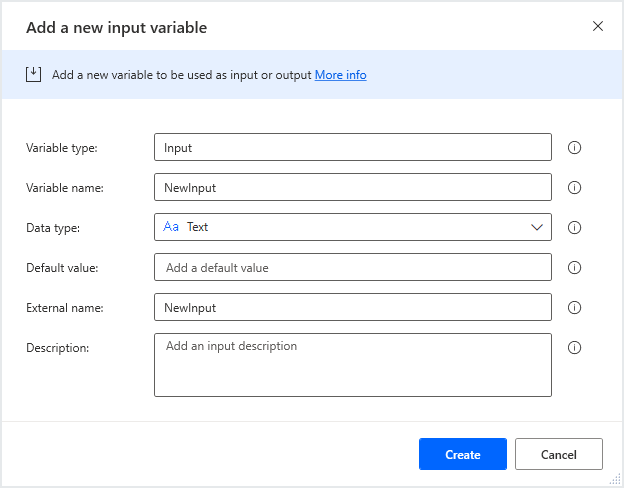 Add a new input variable
Add a new variable to be used as input or output More info
Variable type: Input
Variable name: NewInput
Data type: Aa Text
Default value: Add a default value
External name: NewInput
Description: Add an input description
Create Cancel